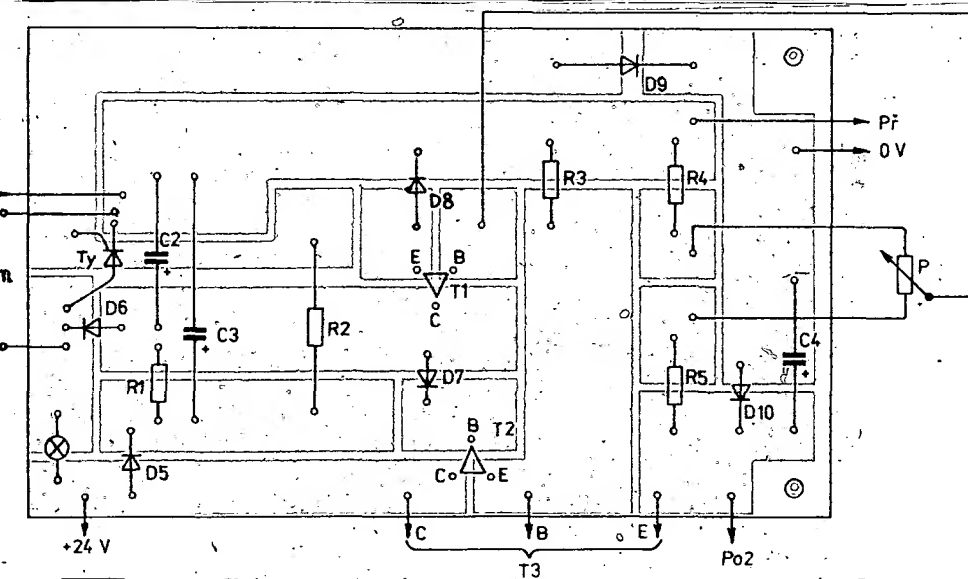 D9
Př
0 V
R3
R4
D8
C2
Ty
E
B
T1
C
P
n
D6
C3
R2
C4
R1
D7
R5
D10
B
T2
D5
C
E
+24 V
C
B
E
T3
Po2